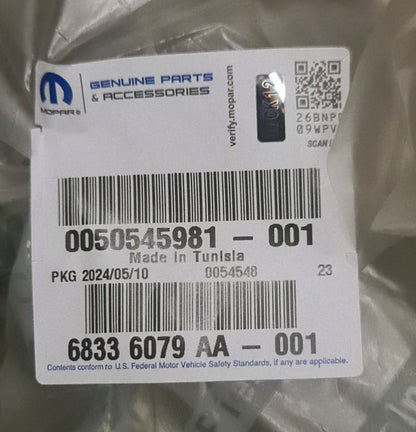 MOPAR®
GENUINE PARTS
& ACCESSORIES
verify.mopar.com
26BNP
09WPV
SCAN
0050545981 - 001
Made in Tunisia
PKG 2024/05/10 0054548 23
6833 6079 AA - 001
Contents conform to U.S. Federal Motor Vehicle Safety Standards, if any are applicable.